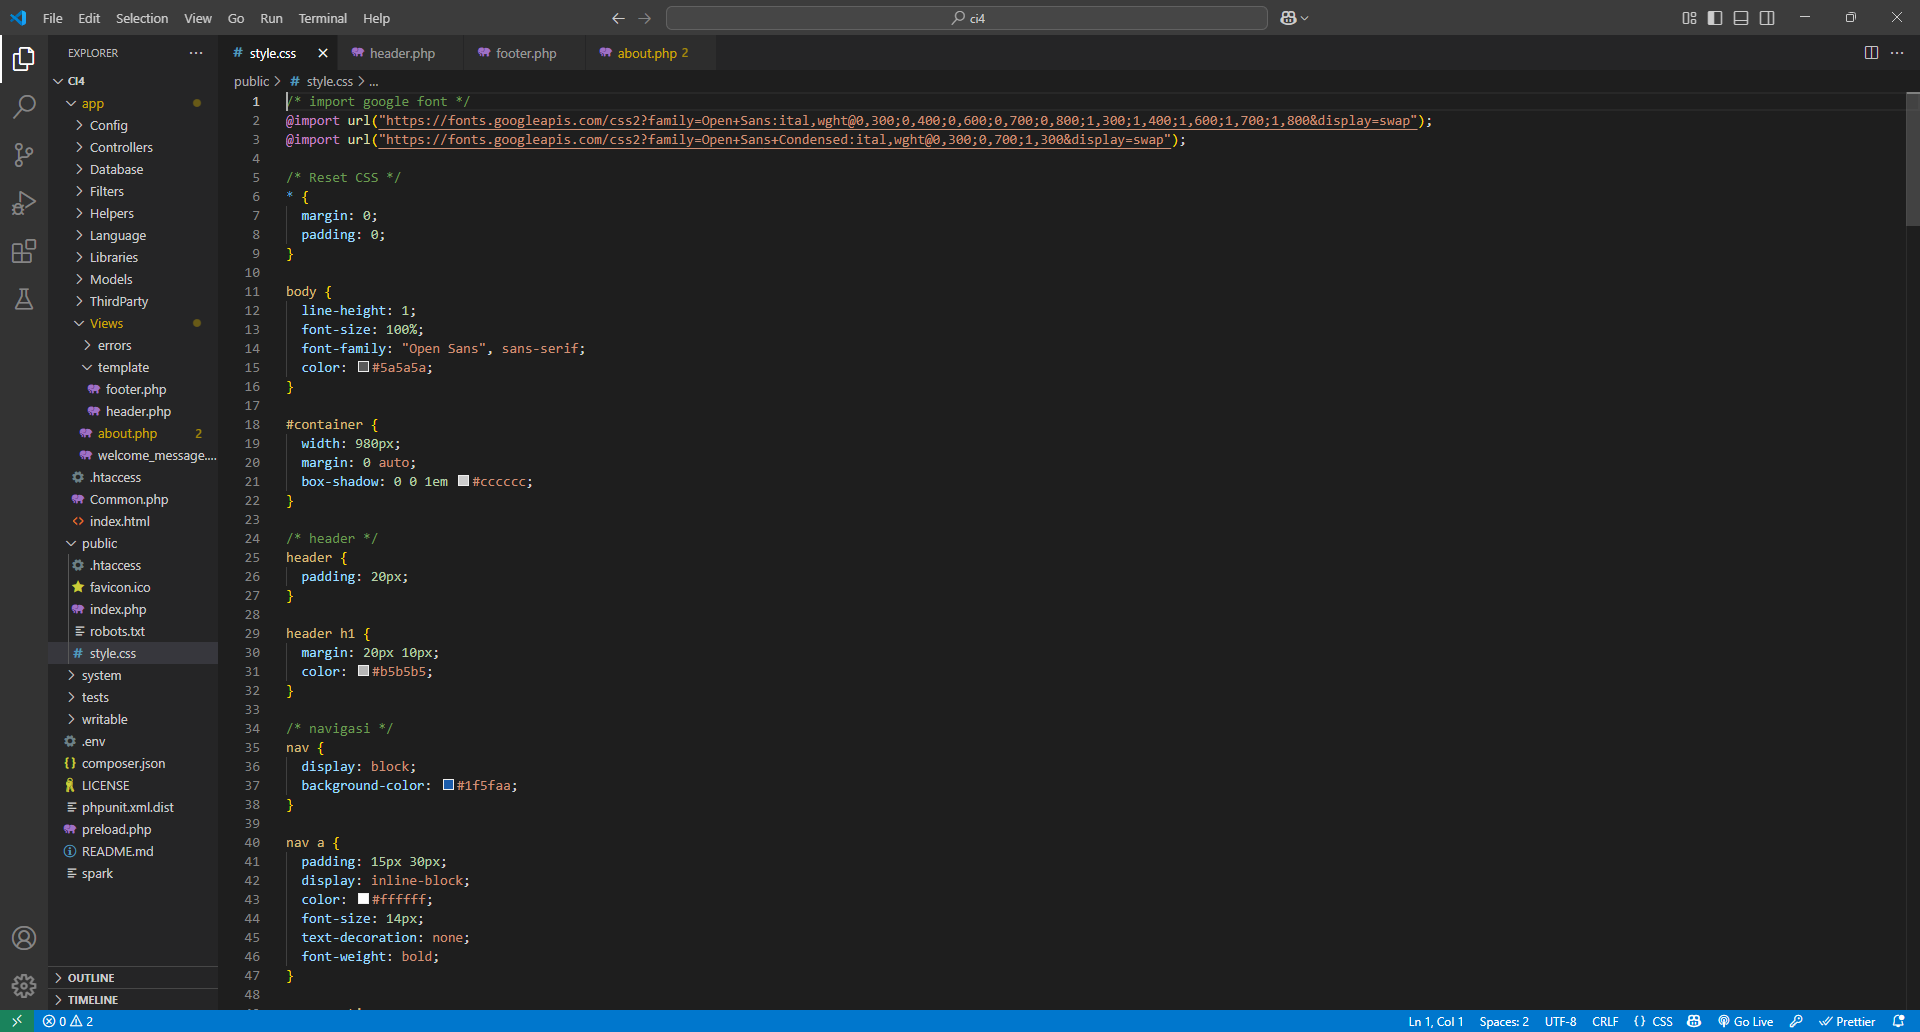 File Edit Selection View Go Run Terminal Help
ci4
EXPLORER
CI4
app
Config
Controllers
Database
Filters
Helpers
Language
Libraries
Models
ThirdParty
Views
errors
template
footer.php
header.php
about.php 2
welcome_message....
.htaccess
Common.php
index.html
public
.htaccess
favicon.ico
index.php
robots.txt
style.css
system
tests
writable
.env
composer.json
LICENSE
phpunit.xml.dist
preload.php
README.md
spark
OUTLINE
TIMELINE
style.css header.php footer.php about.php 2
public > # style.css > ...
1 /* import google font */
2 @import url("https://fonts.googleapis.com/css2?family=Open+Sans:ital,wght@0,300;0,400;0,600;0,700;0,800;1,300;1,400;1,600;1,700;1,800&display=swap");
3 @import url("https://fonts.googleapis.com/css2?family=Open+Sans+Condensed:ital,wght@0,300;0,700;1,300&display=swap");
4
5 /* Reset CSS */
6 * {
7 margin: 0;
8 padding: 0;
9 }
10
11 body {
12 line-height: 1;
13 font-size: 100%;
14 font-family: "Open Sans", sans-serif;
15 color: #5a5a5a;
16 }
17
18 #container {
19 width: 980px;
20 margin: 0 auto;
21 box-shadow: 0 0 1em #cccccc;
22 }
23
24 /* header */
25 header {
26 padding: 20px;
27 }
28
29 header h1 {
30 margin: 20px 10px;
31 color: #b5b5b5;
32 }
33
34 /* navigasi */
35 nav {
36 display: block;
37 background-color: #1f5faa;
38 }
39
40 nav a {
41 padding: 15px 30px;
42 display: inline-block;
43 color: #ffffff;
44 font-size: 14px;
45 text-decoration: none;
46 font-weight: bold;
47 }
48
0 2 Ln 1, Col 1 Spaces: 2 UTF-8 CRLF {} CSS Go Live Prettier